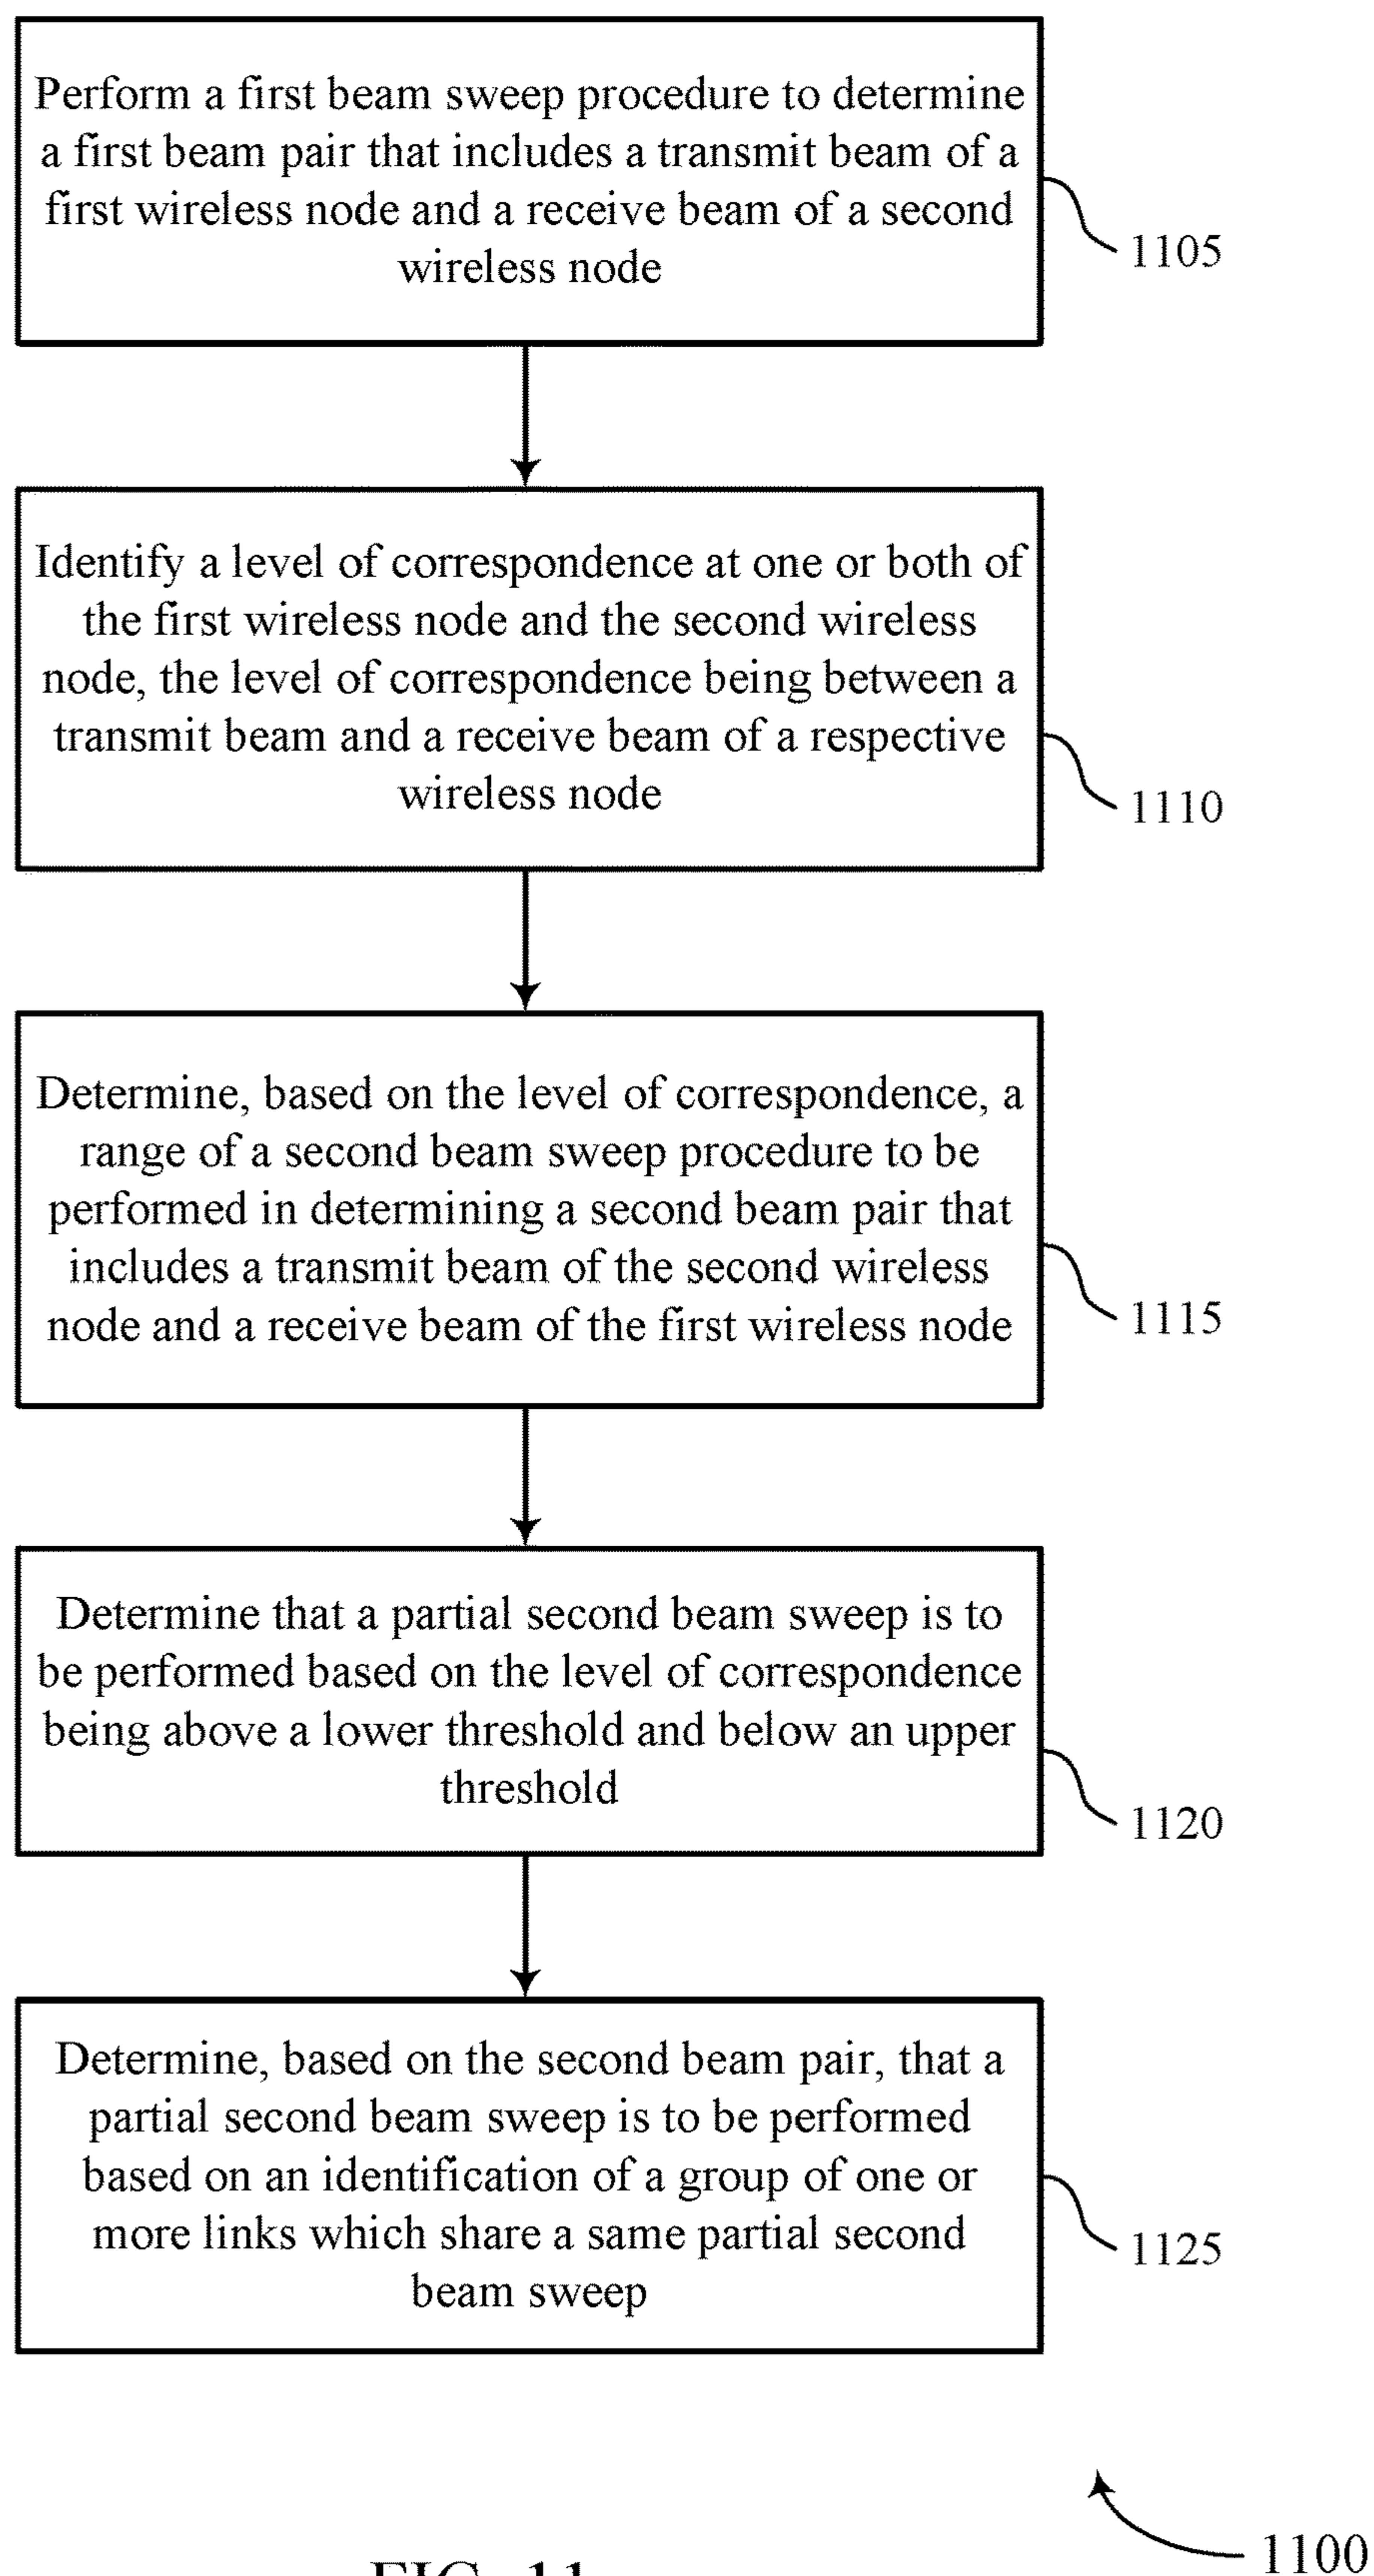 Perform a first beam sweep procedure to determine
a first beam pair that includes a transmit beam of a
first wireless node and a receive beam of a second
wireless node
1105
Identify a level of correspondence at one or both of
the first wireless node and the second wireless
node, the level of correspondence being between a
transmit beam and a receive beam of a respective
wireless node
1110
Determine, based on the level of correspondence, a
range of a second beam sweep procedure to be
performed in determining a second beam pair that
includes a transmit beam of the second wireless
node and a receive beam of the first wireless node
1115
Determine that a partial second beam sweep is to
be performed based on the level of correspondence
being above a lower threshold and below an upper
threshold
1120
Determine, based on the second beam pair, that a
partial second beam sweep is to be performed
based on an identification of a group of one or
more links which share a same partial second
beam sweep
1125
1100
FIG. 11